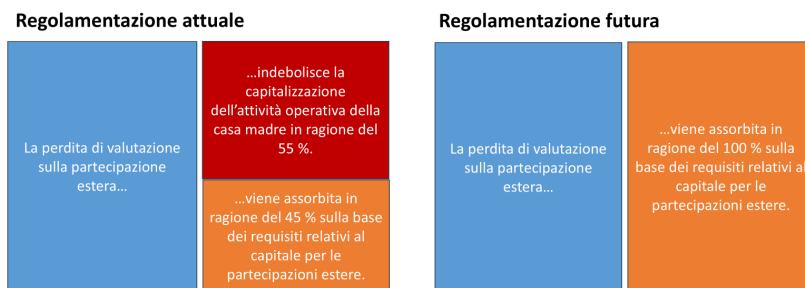 Regolamentazione attuale
La perdita di valutazione
sulla partecipazione
estera…
…indebolisce la
capitalizzazione
dell’attività operativa della
casa madre in ragione del
55 %.
…viene assorbita in
ragione del 45 % sulla base
dei requisiti relativi al
capitale per le
partecipazioni estere.
Regolamentazione futura
La perdita di valutazione
sulla partecipazione
estera…
…viene assorbita in
ragione del 100 % sulla
base dei requisiti relativi al
capitale per le
partecipazioni estere.